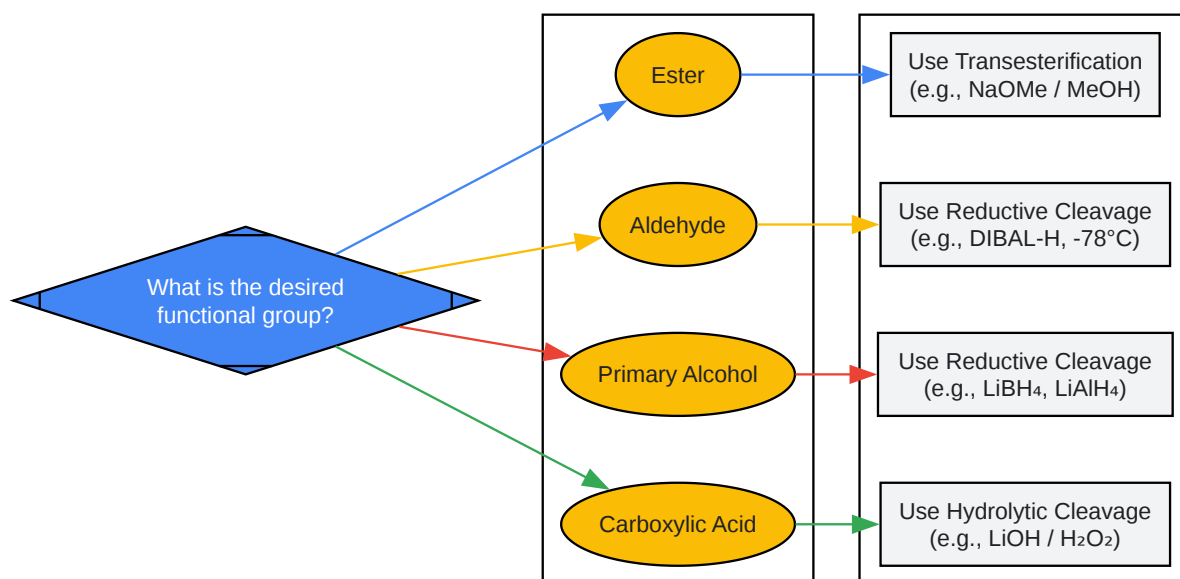 What is the desired
functional group?
Ester
Use Transesterification
(e.g., NaOMe / MeOH)
Aldehyde
Use Reductive Cleavage
(e.g., DIBAL-H, -78°C)
Primary Alcohol
Use Reductive Cleavage
(e.g., LiBH₄, LiAlH₄)
Carboxylic Acid
Use Hydrolytic Cleavage
(e.g., LiOH / H₂O₂)